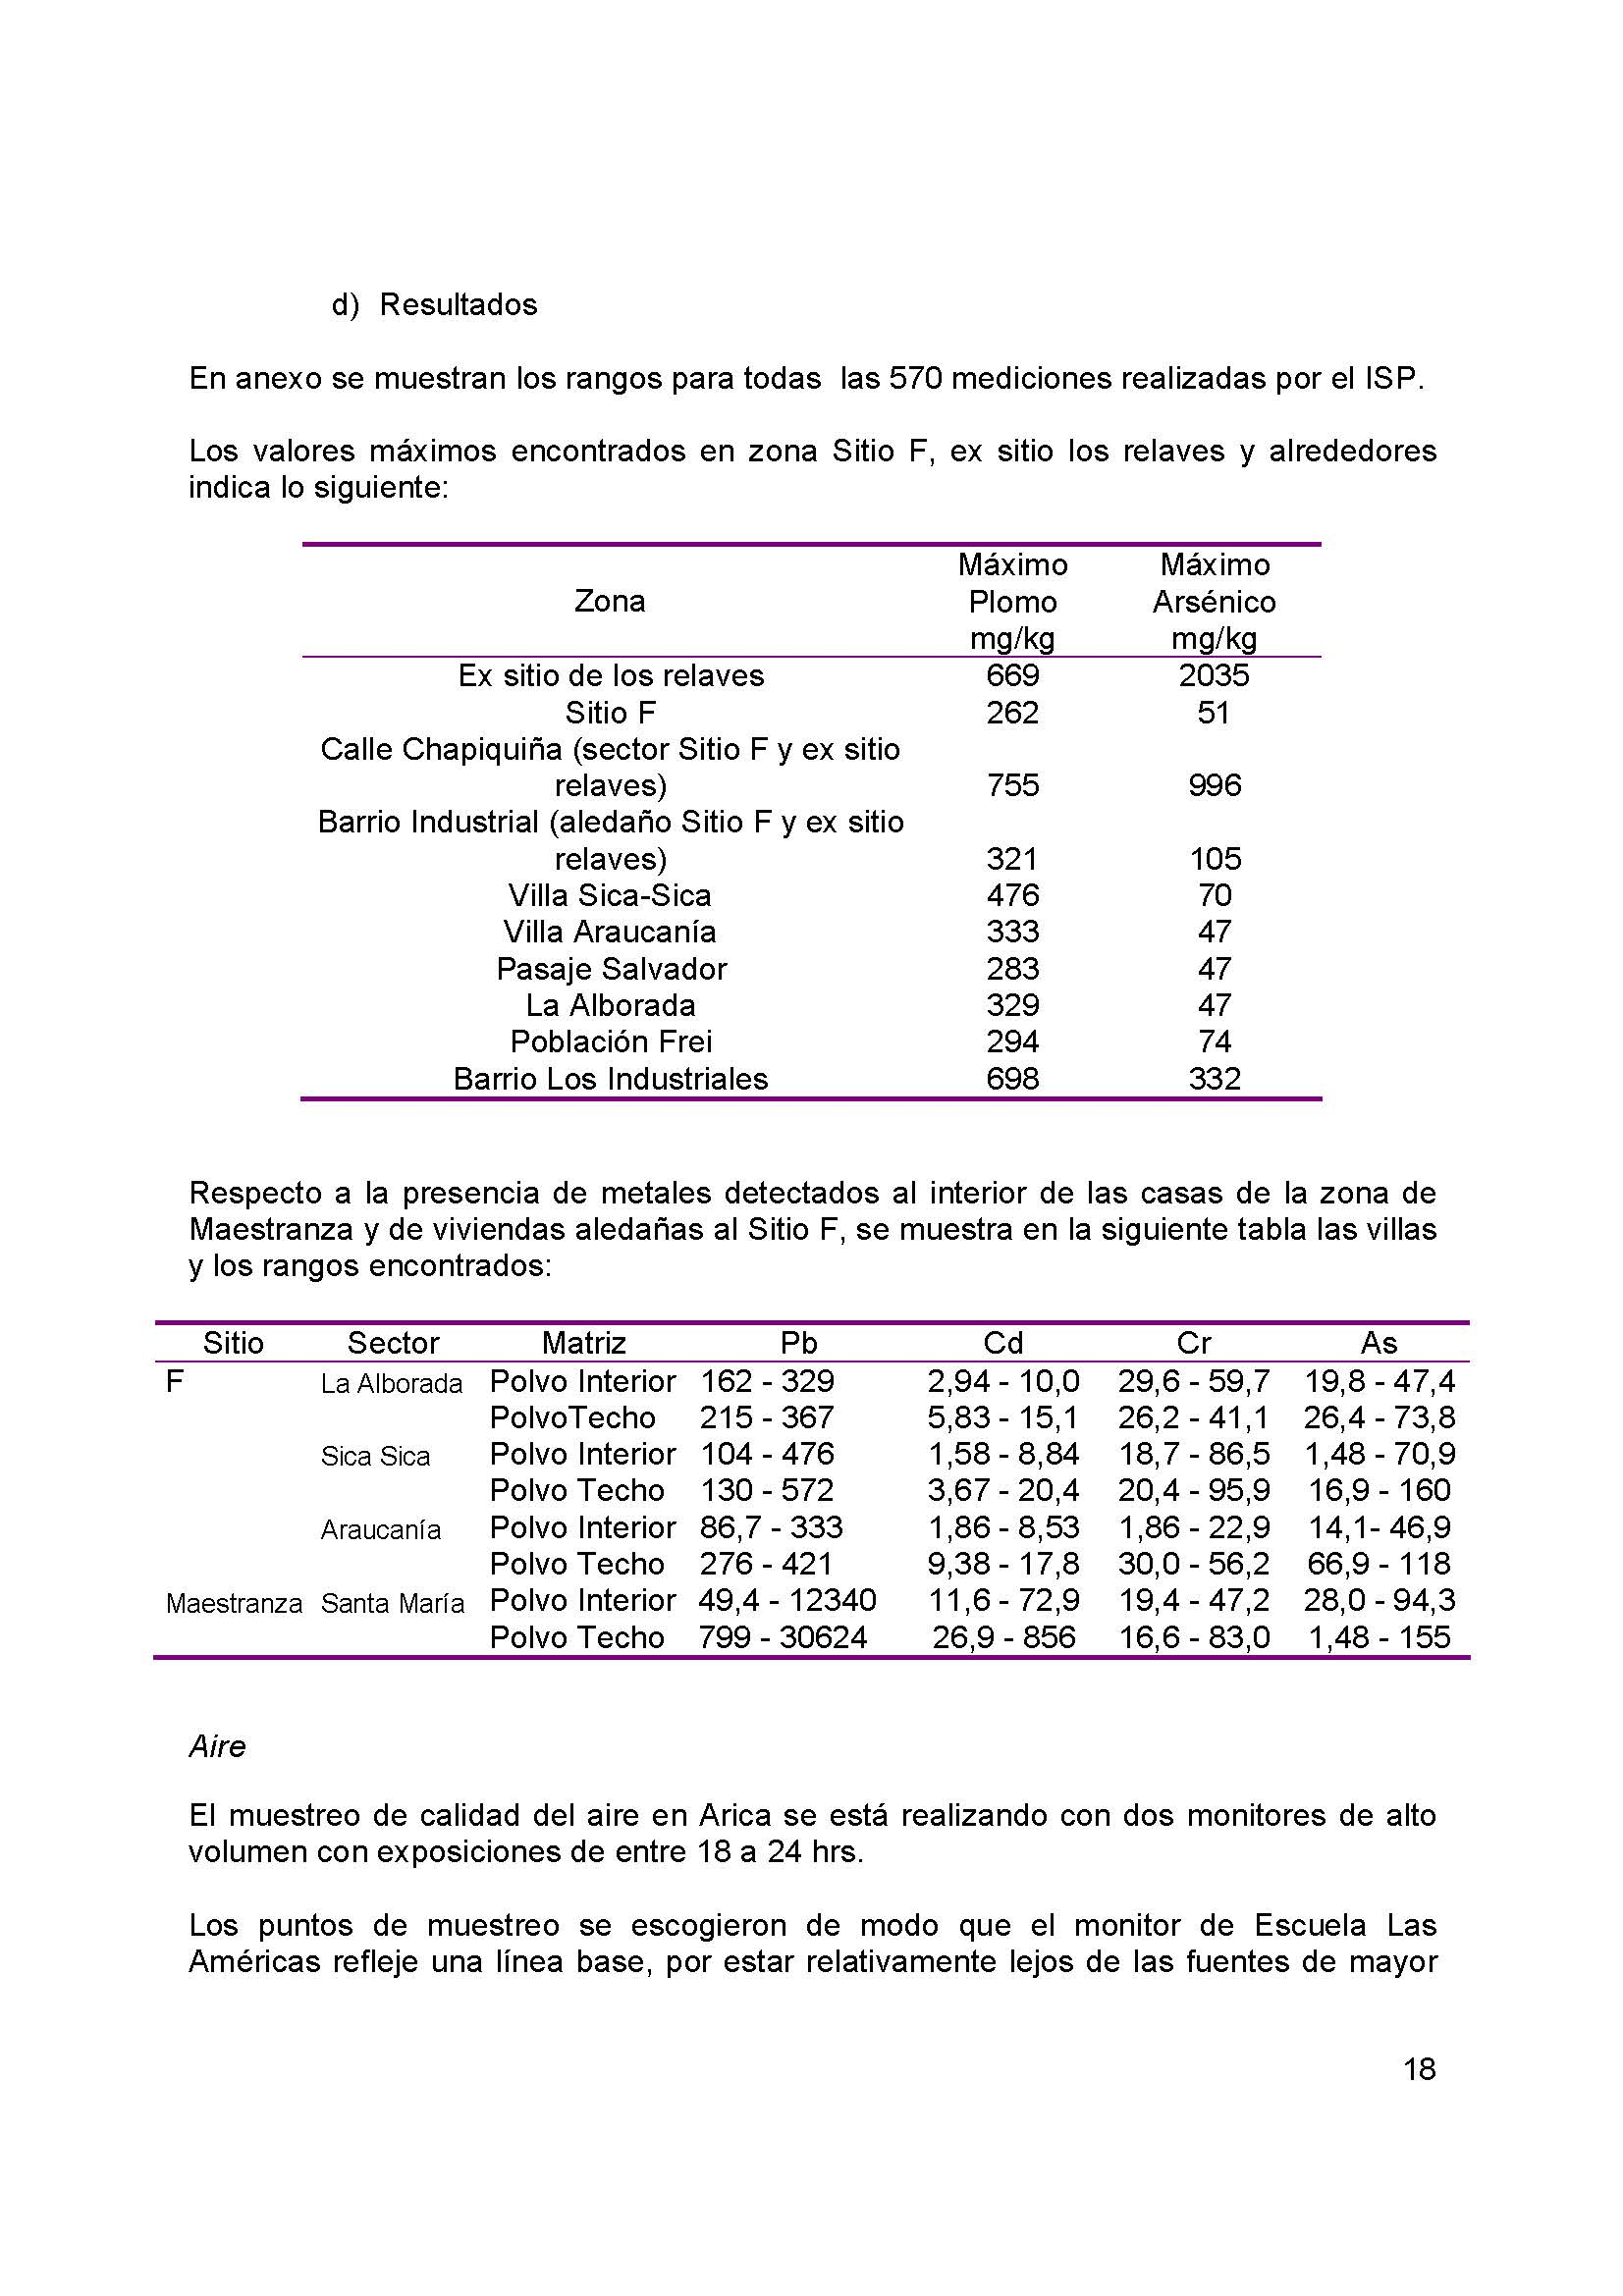 d) Resultados
En anexo se muestran los rangos para todas  las 570 mediciones realizadas por el ISP.
Los valores máximos encontrados en zona Sitio F, ex sitio los relaves y alrededores
indica lo siguiente:
Zona Máximo Plomo mg/kg Máximo Arsénico mg/kg
Ex sitio de los relaves 669 2035
Sitio F 262 51
Calle Chapiquiña (sector Sitio F y ex sitio
relaves) 755 996
Barrio Industrial (aledaño Sitio F y ex sitio
relaves) 321 105
Villa Sica-Sica 476 70
Villa Araucanía 333 47
Pasaje Salvador 283 47
La Alborada 329 47
Población Frei 294 74
Barrio Los Industriales 698 332
Respecto a la presencia de metales detectados al interior de las casas de la zona de
Maestranza y de viviendas aledañas al Sitio F, se muestra en la siguiente tabla las villas
y los rangos encontrados:
Sitio Sector Matriz Pb Cd Cr As
F La Alborada Polvo Interior 162 - 329 2,94 - 10,0 29,6 - 59,7 19,8 - 47,4
PolvoTecho 215 - 367 5,83 - 15,1 26,2 - 41,1 26,4 - 73,8
Sica Sica Polvo Interior 104 - 476 1,58 - 8,84 18,7 - 86,5 1,48 - 70,9
Polvo Techo 130 - 572 3,67 - 20,4 20,4 - 95,9 16,9 - 160
Araucanía Polvo Interior 86,7 - 333 1,86 - 8,53 1,86 - 22,9 14,1- 46,9
Polvo Techo 276 - 421 9,38 - 17,8 30,0 - 56,2 66,9 - 118
Maestranza Santa María Polvo Interior 49,4 - 12340 11,6 - 72,9 19,4 - 47,2 28,0 - 94,3
Polvo Techo 799 - 30624 26,9 - 856 16,6 - 83,0 1,48 - 155
Aire
El muestreo de calidad del aire en Arica se está realizando con dos monitores de alto
volumen con exposiciones de entre 18 a 24 hrs.
Los puntos de muestreo se escogieron de modo que el monitor de Escuela Las
Américas refleje una línea base, por estar relativamente lejos de las fuentes de mayor
18